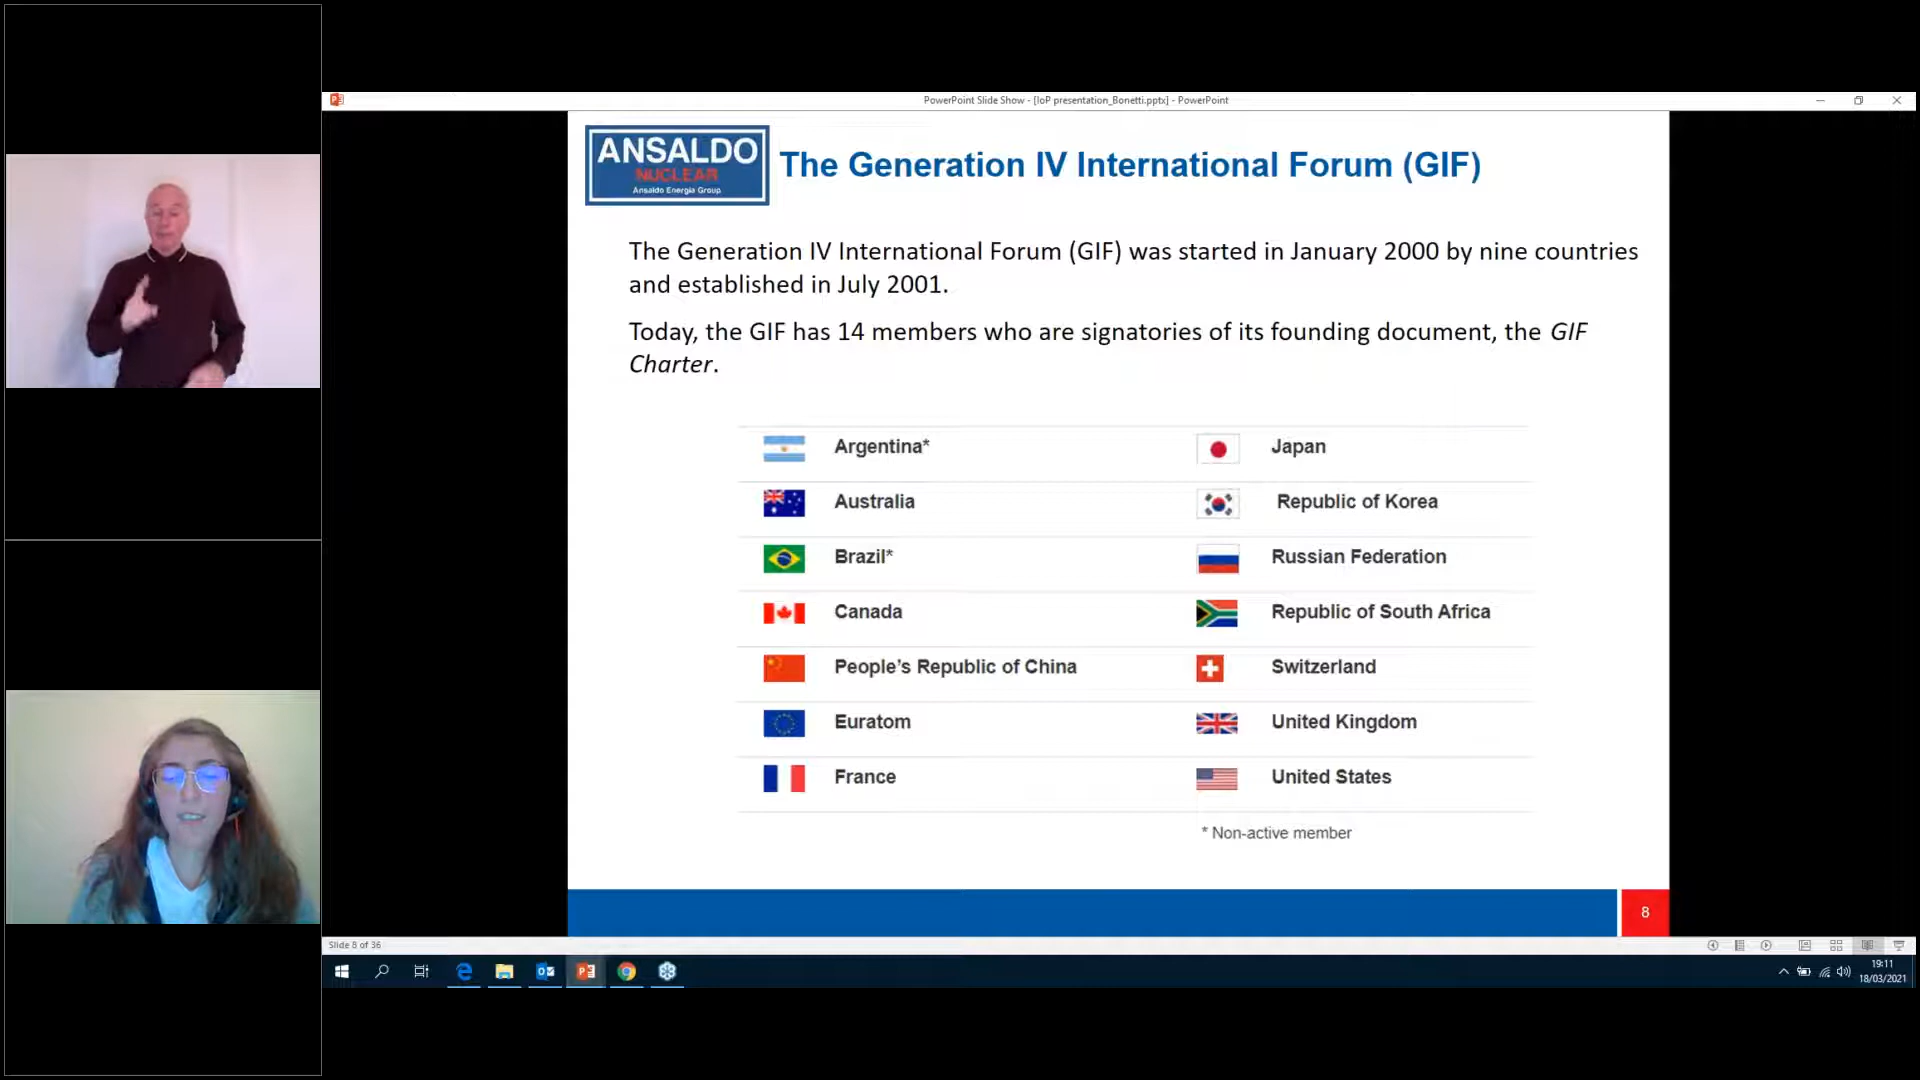 PowerPoint Slide Show - [IoP presentation_Bonetti.pptx] - PowerPoint
ANSALDO
NUCLEAR
Ansaldo Energia Group
The Generation IV International Forum (GIF)
The Generation IV International Forum (GIF) was started in January 2000 by nine countries
and established in July 2001.
Today, the GIF has 14 members who are signatories of its founding document, the GIF
Charter.
Argentina*
Japan
Australia
Republic of Korea
Brazil*
Russian Federation
Canada
Republic of South Africa
People’s Republic of China
Switzerland
Euratom
United Kingdom
France
United States
* Non-active member
8
Slide 8 of 36
19:11
18/03/2021